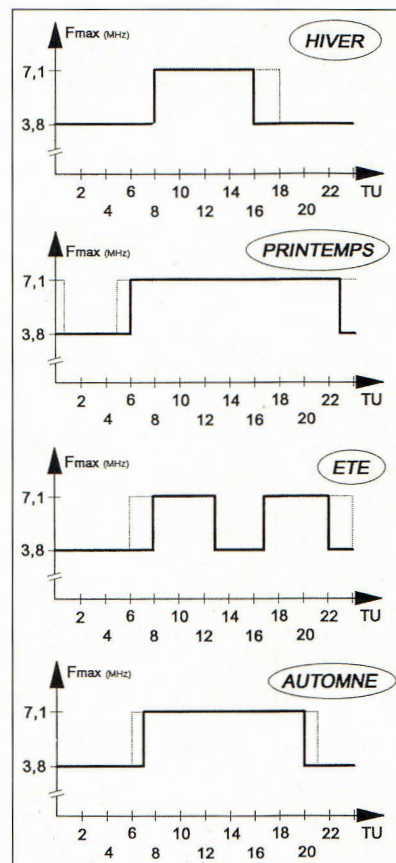 Fmax (MHz)
HIVER
7,1
3,8
2 6 10 14 18 22 TU
4 8 12 16 20
Fmax (MHz)
PRINTEMPS
7,1
3,8
2 6 10 14 18 22 TU
4 8 12 16 20
Fmax (MHz)
ETE
7,1
3,8
2 6 10 14 18 22 TU
4 8 12 16 20
Fmax (MHz)
AUTOMNE
7,1
3,8
2 6 10 14 18 22 TU
4 8 12 16 20